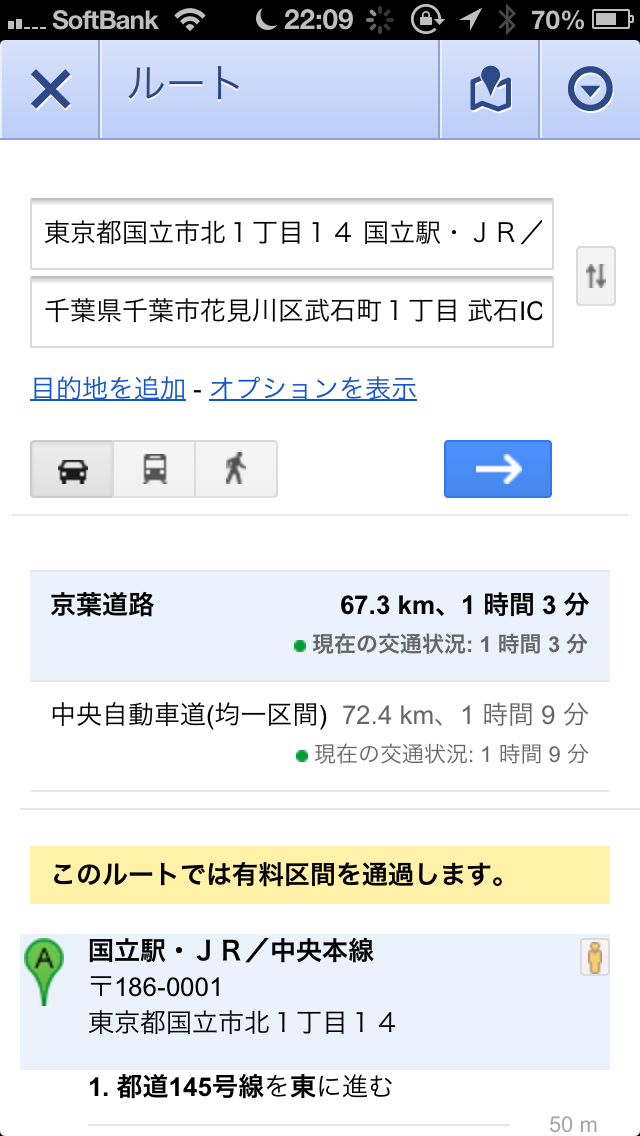 SoftBank 22:09 70%
ルート
東京都国立市北１丁目１４ 国立駅・ＪＲ／
千葉県千葉市花見川区武石町１丁目 武石IC
目的地を追加 - オプションを表示
京葉道路 67.3 km、1 時間 3 分
現在の交通状況: 1 時間 3 分
中央自動車道(均一区間) 72.4 km、1 時間 9 分
現在の交通状況: 1 時間 9 分
このルートでは有料区間を通過します。
A 国立駅・ＪＲ／中央本線
〒186-0001
東京都国立市北１丁目１４
1. 都道145号線を東に進む
50 m